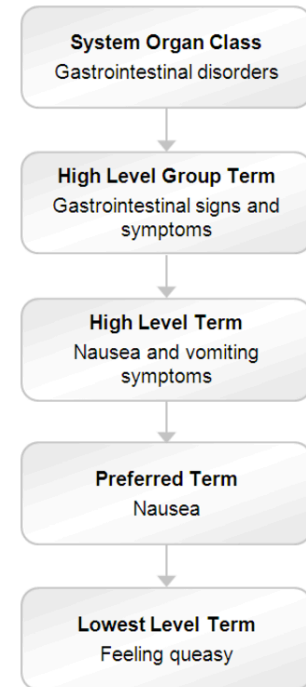 System Organ Class
Gastrointestinal disorders
High Level Group Term
Gastrointestinal signs and
symptoms
High Level Term
Nausea and vomiting
symptoms
Preferred Term
Nausea
Lowest Level Term
Feeling queasy